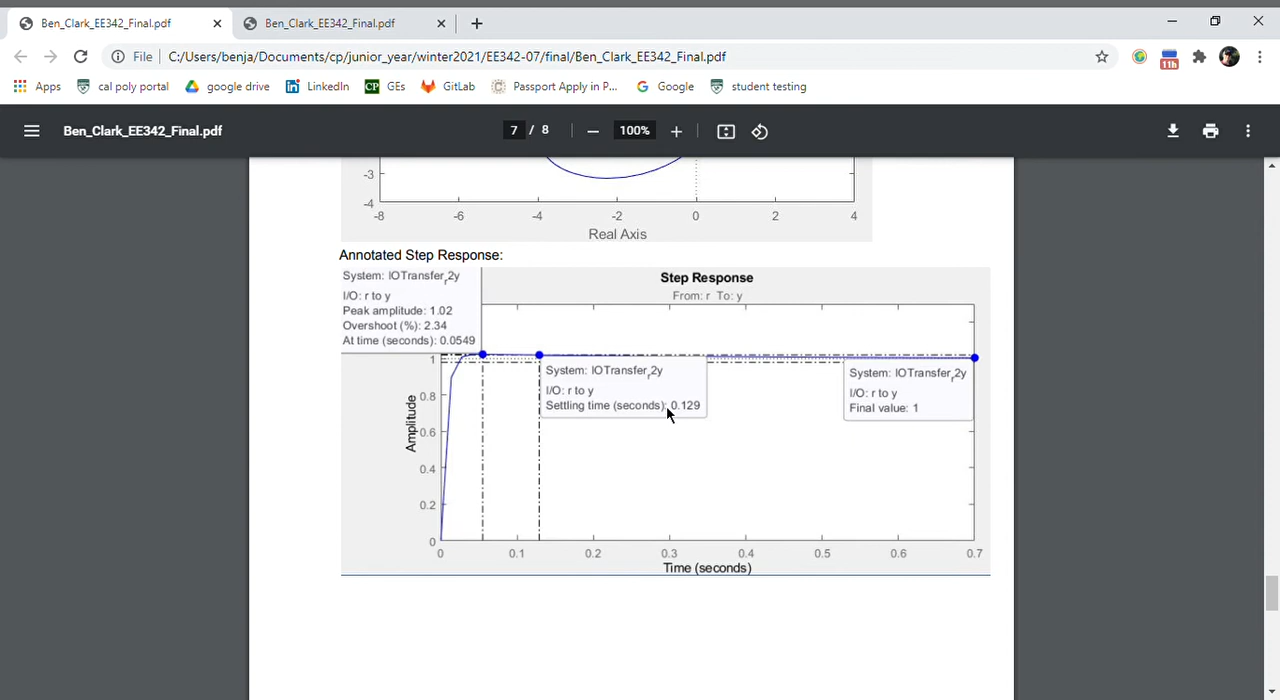 Ben_Clark_EE342_Final.pdf
Ben_Clark_EE342_Final.pdf
File
C:/Users/benja/Documents/cp/junior_year/winter2021/EE342-07/final/Ben_Clark_EE342_Final.pdf
11h
Apps
cal poly portal
google drive
LinkedIn
CP GEs
GitLab
Passport Apply in P...
Google
student testing
Ben_Clark_EE342_Final.pdf
7 / 8
100%
-3
-4
-8 -6 -4 -2 0 2 4
Real Axis
Annotated Step Response:
System: IOTransfer_r2y
I/O: r to y
Peak amplitude: 1.02
Overshoot (%): 2.34
At time (seconds): 0.0549
Step Response
From: r To: y
System: IOTransfer_r2y
I/O: r to y
Settling time (seconds): 0.129
System: IOTransfer_r2y
I/O: r to y
Final value: 1
Amplitude
1
0.8
0.6
0.4
0.2
0
0 0.1 0.2 0.3 0.4 0.5 0.6 0.7
Time (seconds)